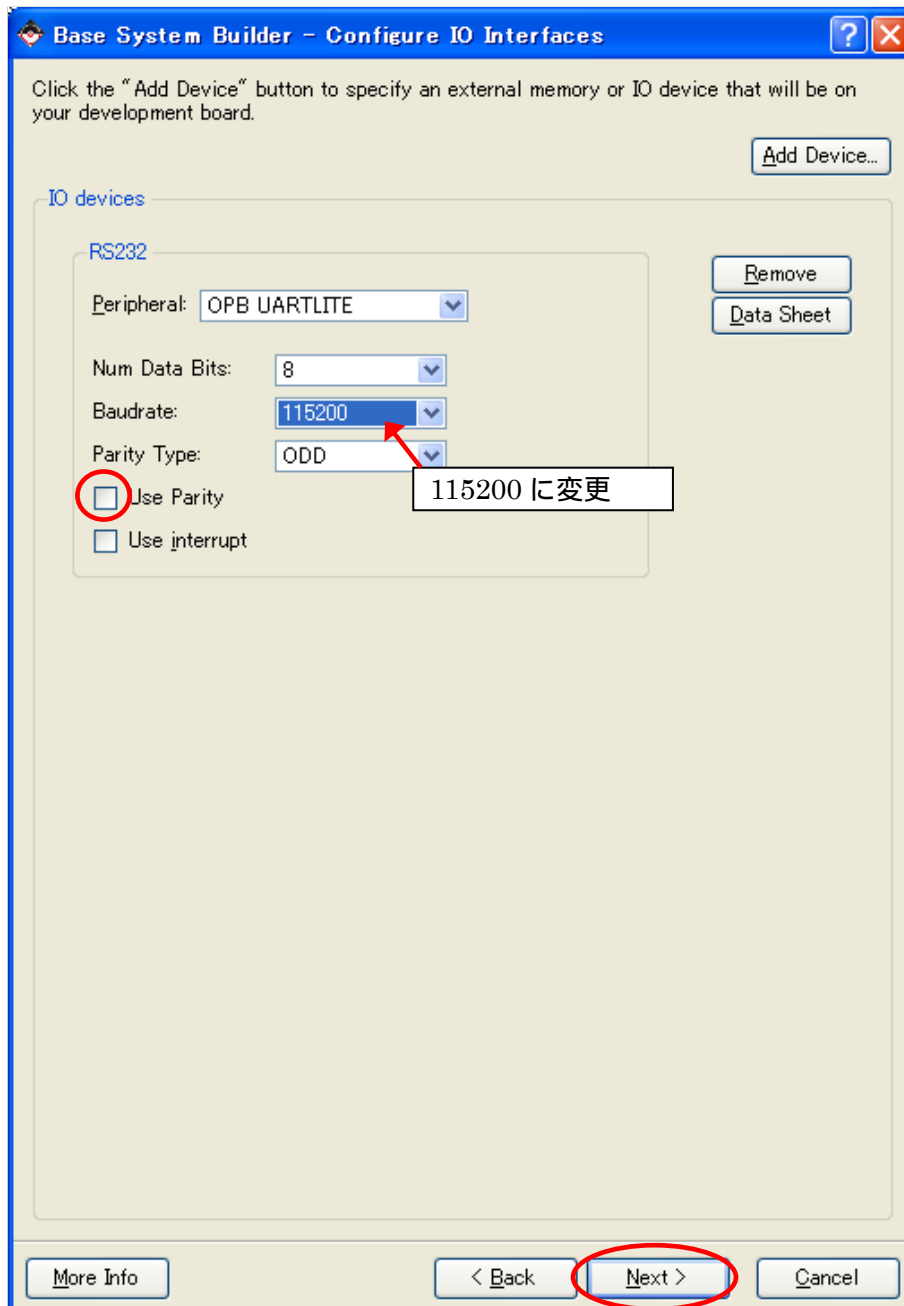 Base System Builder - Configure IO Interfaces
Click the "Add Device" button to specify an external memory or IO device that will be on
your development board.
Add Device...
IO devices
RS232
Remove
Peripheral: OPB UARTLITE
Data Sheet
Num Data Bits: 8
Baudrate: 115200
Parity Type: ODD
115200 に変更
Use Parity
Use interrupt
More Info < Back Next > Cancel